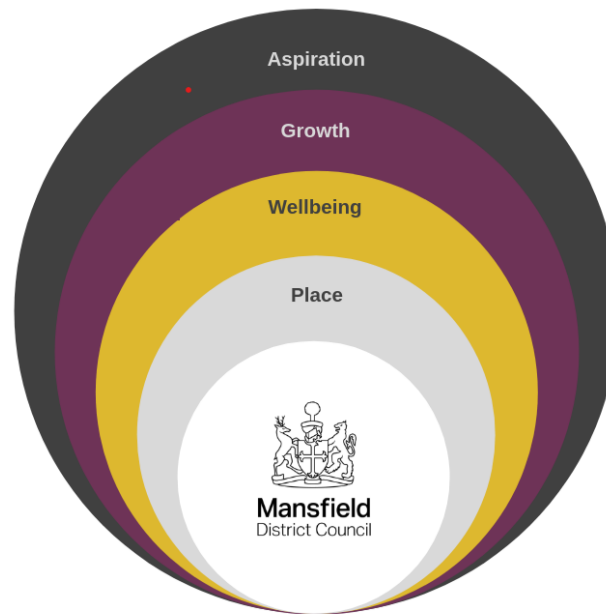 Aspiration
Growth
Wellbeing
Place
Mansfield
District Council